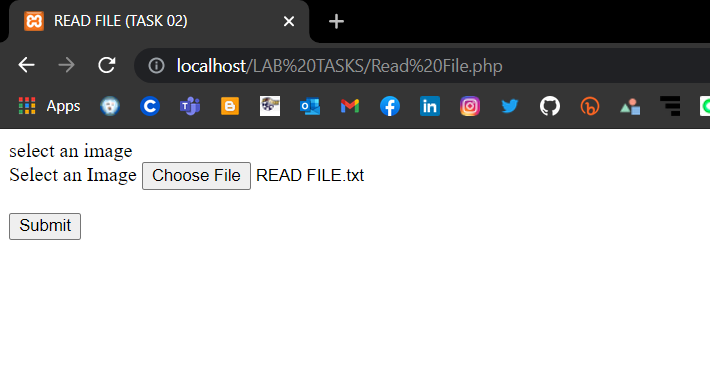 READ FILE (TASK 02)
localhost/LAB%20TASKS/Read%20File.php
Apps
select an image
Select an Image Choose File READ FILE.txt
Submit